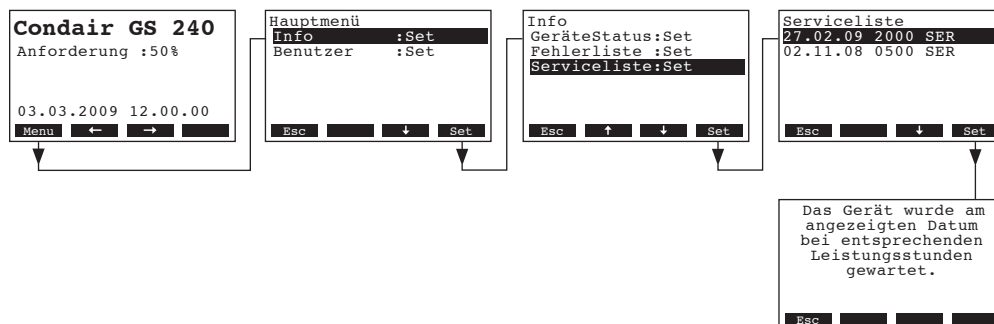 Condair GS 240
Anforderung :50%
03.03.2009 12.00.00
Menu ← →
Hauptmenü
Info :Set
Benutzer :Set
Esc ↓ Set
Info
GeräteStatus:Set
Fehlerliste :Set
Serviceliste:Set
Esc ↑ ↓ Set
Serviceliste
27.02.09 2000 SER
02.11.08 0500 SER
Esc ↓ Set
Das Gerät wurde am
angezeigten Datum
bei entsprechenden
Leistungsstunden
gewartet.
Esc